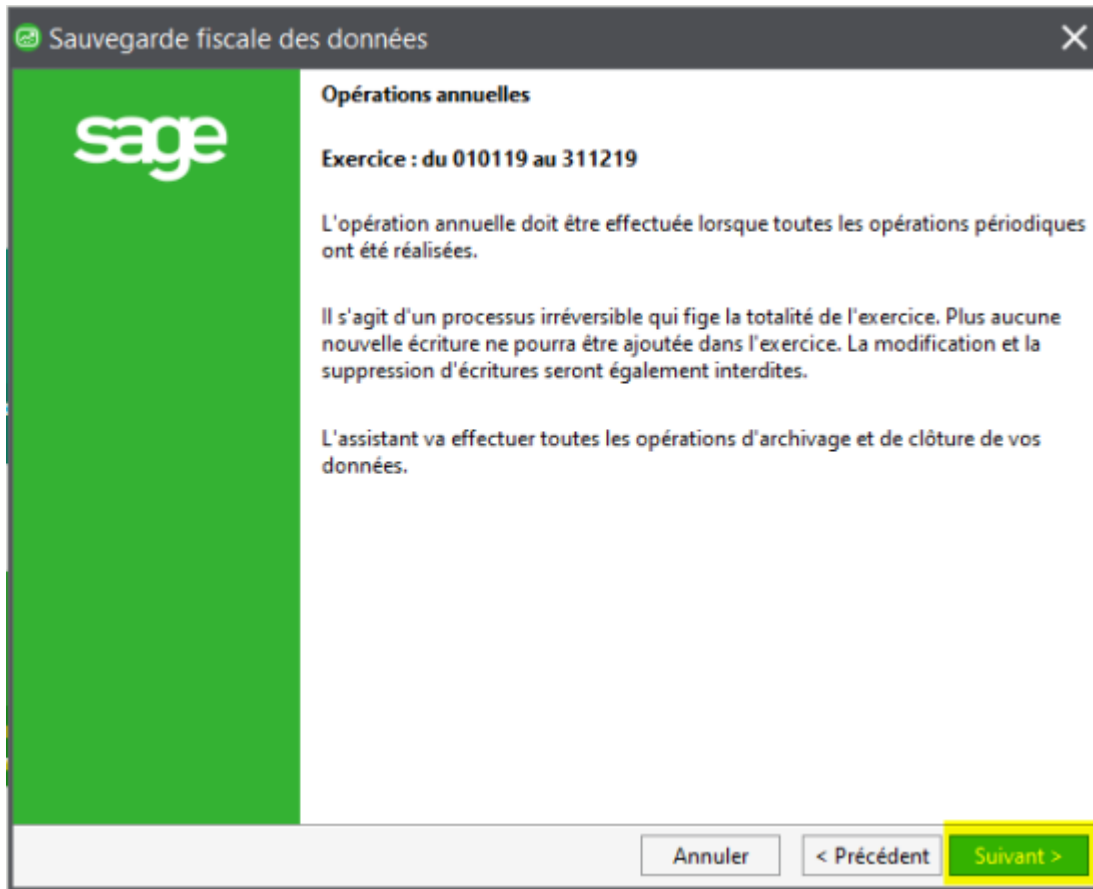 Sauvegarde fiscale des données
sage
Opérations annuelles
Exercice : du 010119 au 311219
L'opération annuelle doit être effectuée lorsque toutes les opérations périodiques
ont été réalisées.
Il s'agit d'un processus irréversible qui fige la totalité de l'exercice. Plus aucune
nouvelle écriture ne pourra être ajoutée dans l'exercice. La modification et la
suppression d'écritures seront également interdites.
L'assistant va effectuer toutes les opérations d'archivage et de clôture de vos
données.
Annuler
< Précédent
Suivant >